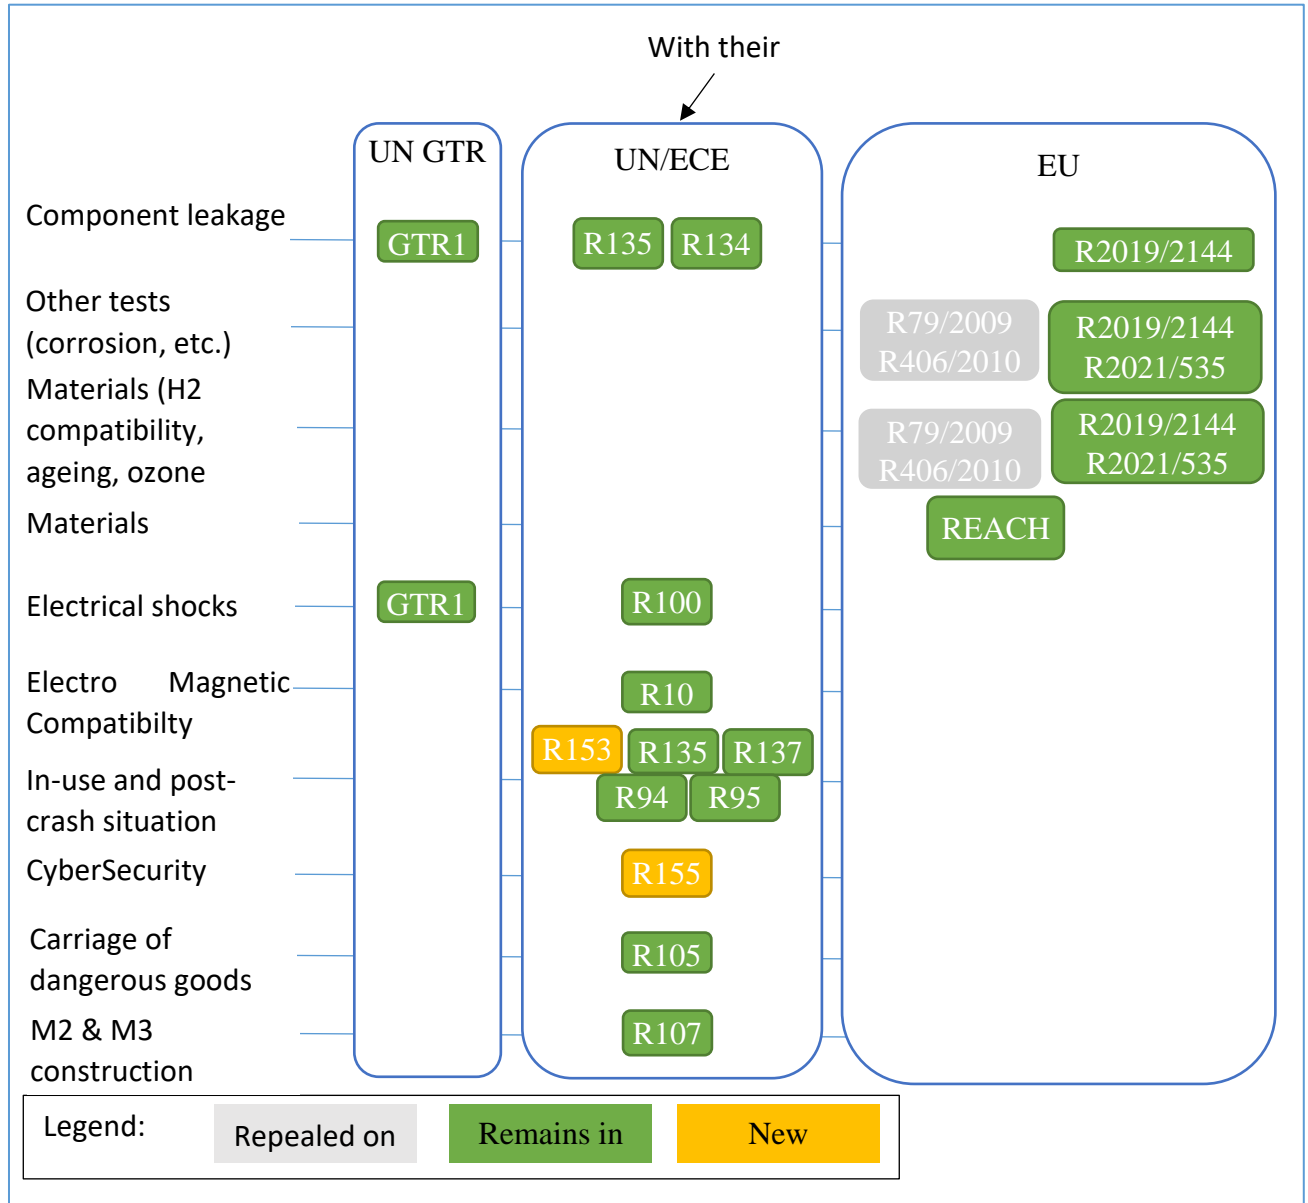 With their
UN GTR
UN/ECE
EU
Component leakage
GTR1
R135
R134
R2019/2144
Other tests
(corrosion, etc.)
R79/2009
R406/2010
R2019/2144
R2021/535
Materials (H2
compatibility,
ageing, ozone
R79/2009
R406/2010
R2019/2144
R2021/535
Materials
REACH
Electrical shocks
GTR1
R100
Electro Magnetic
Compatibilty
R10
In-use and post-
crash situation
R153
R135
R137
R94
R95
CyberSecurity
R155
Carriage of
dangerous goods
R105
M2 & M3
construction
R107
Legend:
Repealed on
Remains in
New